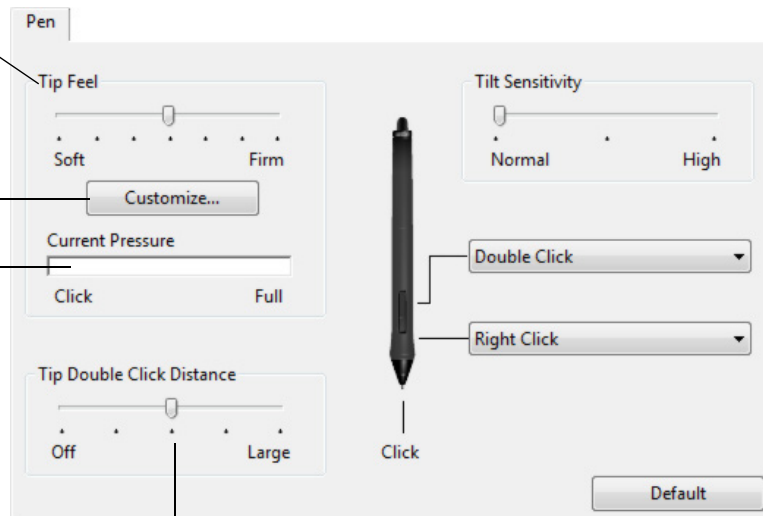 Pen
Tip Feel
Soft Firm
Customize...
Current Pressure
Click Full
Tip Double Click Distance
Off Large
Click
Tilt Sensitivity
Normal High
Double Click
Right Click
Default